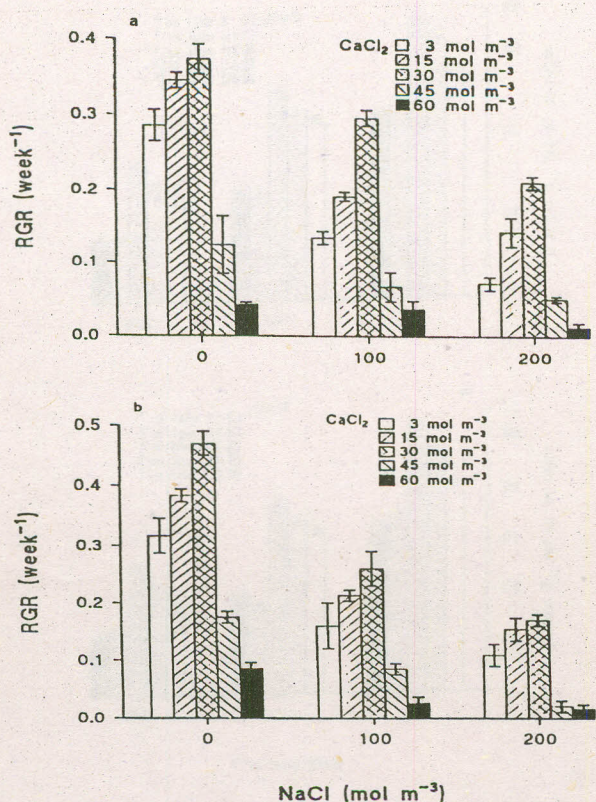 a
CaCl₂ 3 mol m⁻³
15 mol m⁻³
30 mol m⁻³
45 mol m⁻³
60 mol m⁻³
RGR (week⁻¹)
0.4
0.3
0.2
0.1
0.0
0 100 200
b
CaCl₂ 3 mol m⁻³
15 mol m⁻³
30 mol m⁻³
45 mol m⁻³
60 mol m⁻³
RGR (week⁻¹)
0.5
0.4
0.3
0.2
0.1
0.0
0 100 200
NaCl (mol m⁻³)